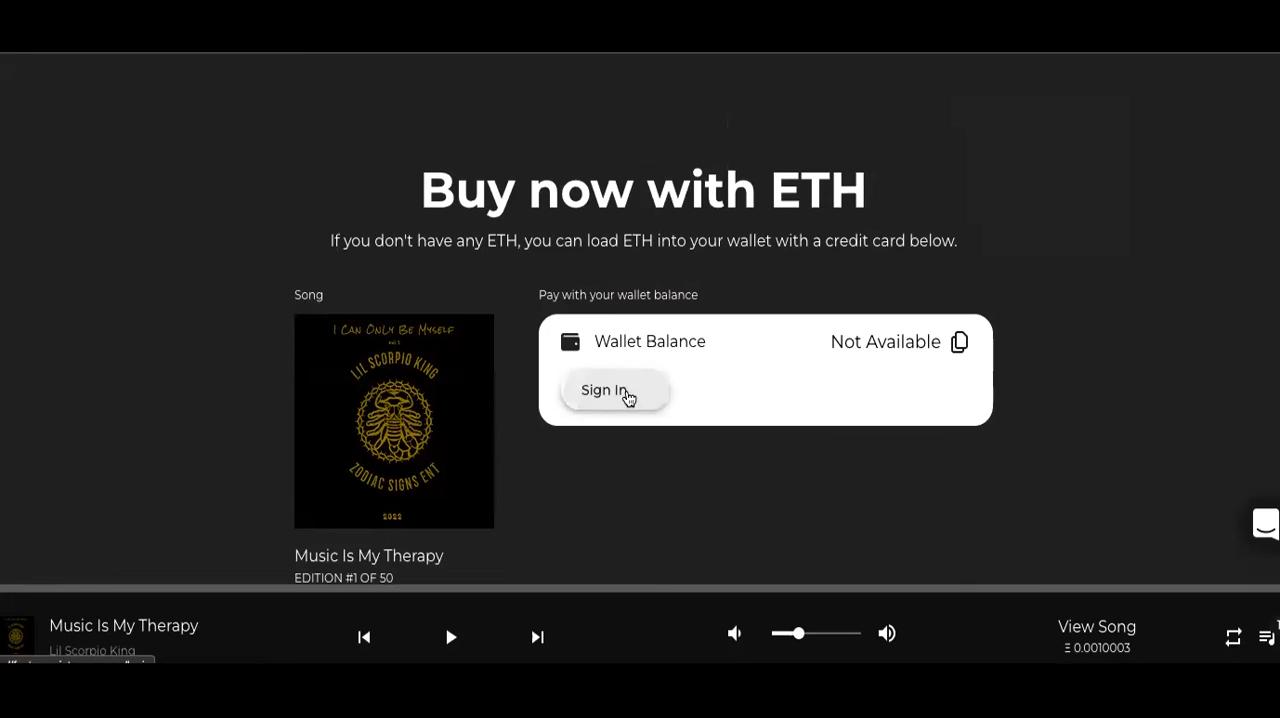 Buy now with ETH
If you don't have any ETH, you can load ETH into your wallet with a credit card below.
Song
Pay with your wallet balance
I CAN ONLY BE MYSELF
LIL SCORPIO KING
ZODIAC SIGNS ENT
2022
Wallet Balance
Not Available
Sign In
Music Is My Therapy
EDITION #1 OF 50
Music Is My Therapy
Lil Scorpio King
View Song
Ξ 0.0010003